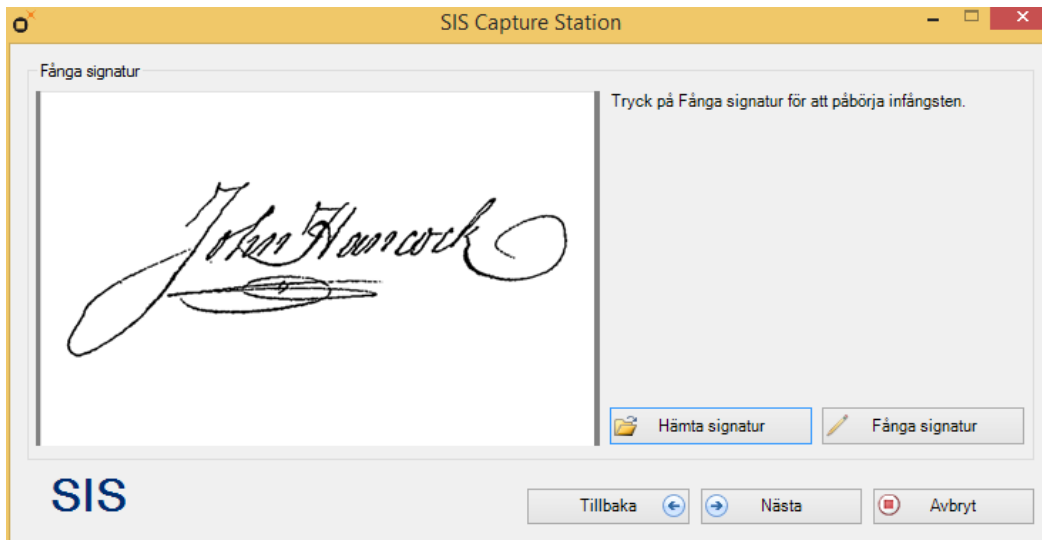 SIS Capture Station
Fånga signatur
Tryck på Fånga signatur för att påbörja infångsten.
John Hancock
Hämta signatur
Fånga signatur
SIS
Tillbaka
Nästa
Avbryt